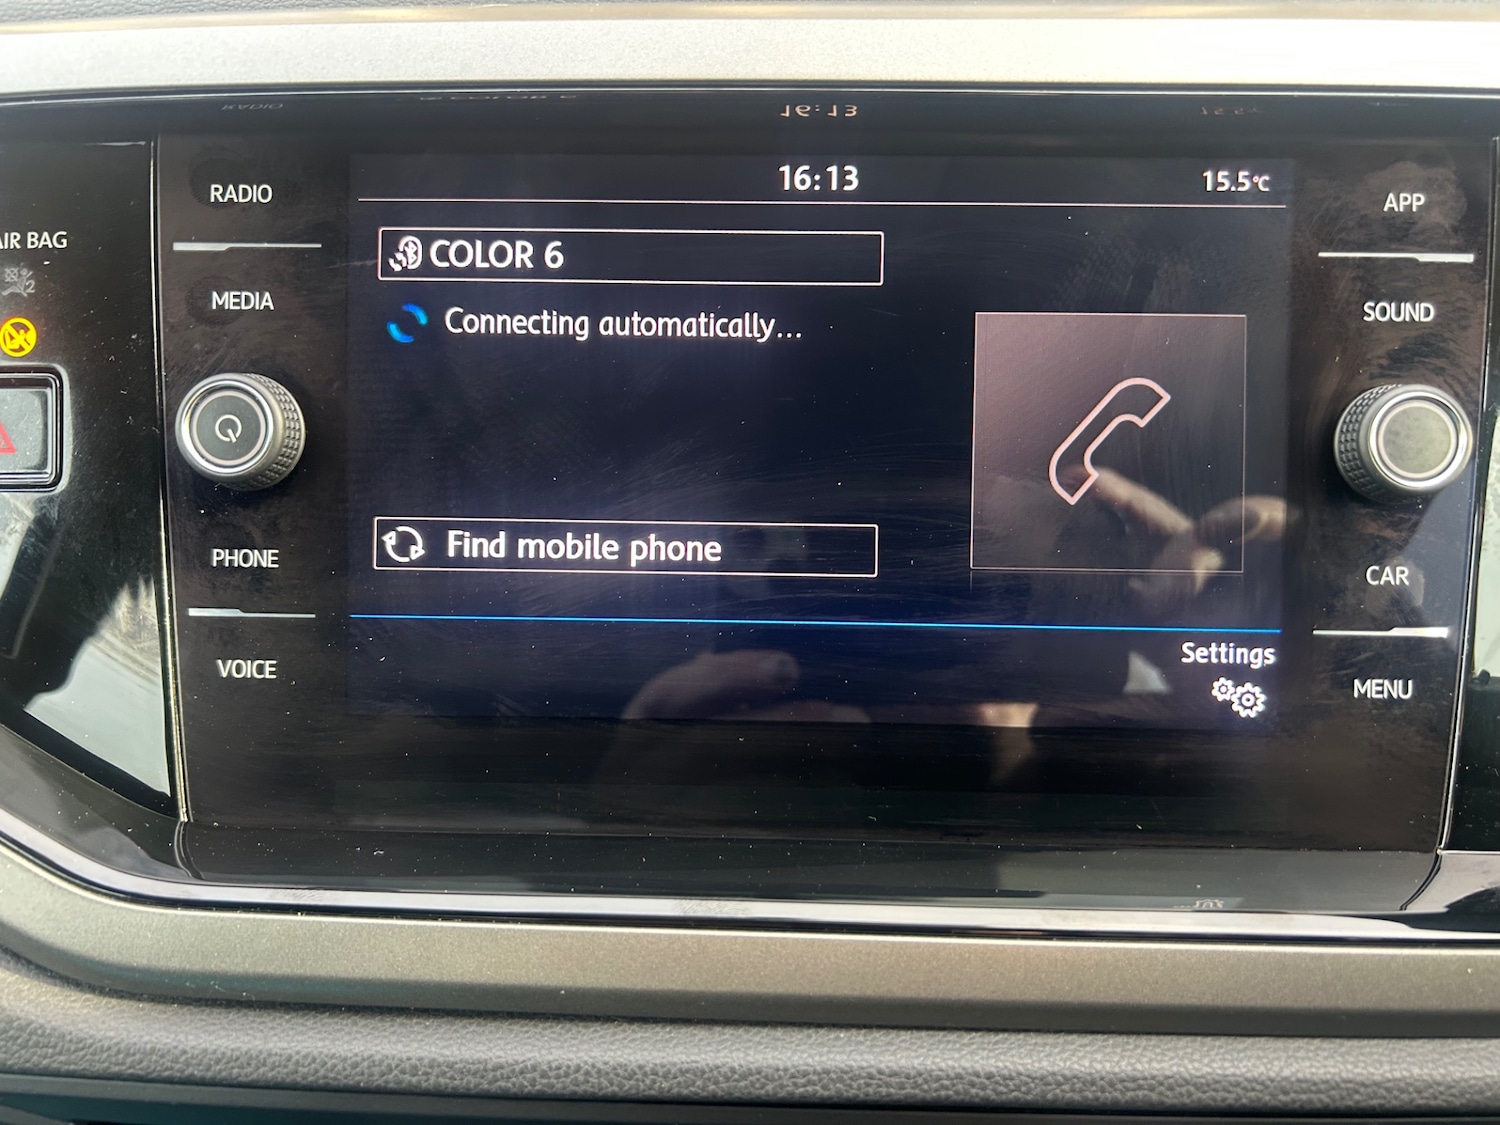 16:13
15.5°C
RADIO
MEDIA
PHONE
VOICE
AIR BAG
2
COLOR 6
Connecting automatically...
Find mobile phone
Settings
APP
SOUND
CAR
MENU